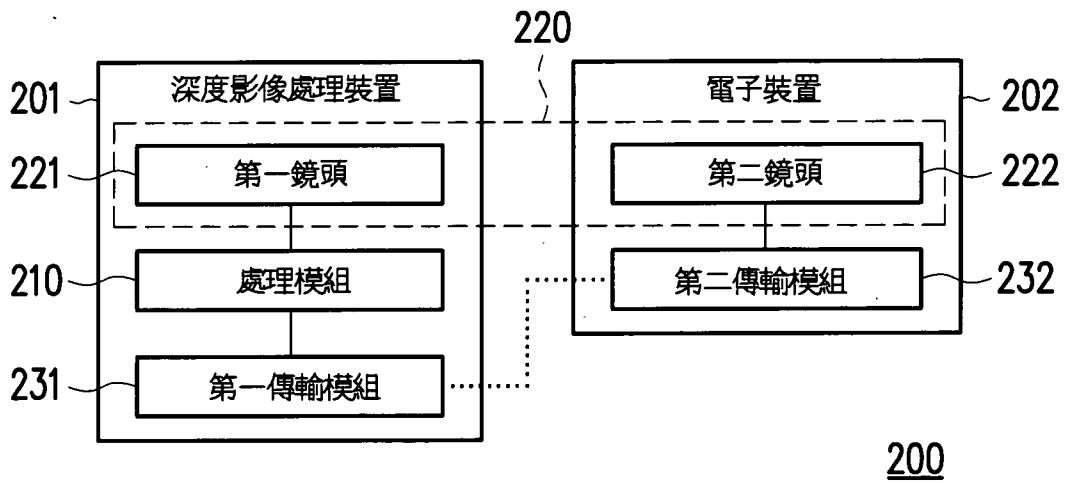 220
201
深度影像處理裝置
電子裝置
202
221
第一鏡頭
第二鏡頭
222
210
處理模組
第二傳輸模組
232
231
第一傳輸模組
200